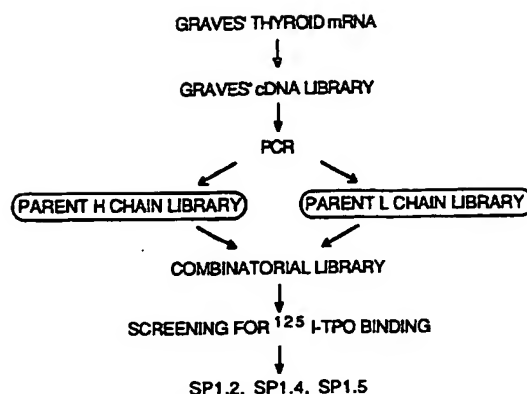 GRAVES' THYROID mRNA
GRAVES' cDNA LIBRARY
PCR
PARENT H CHAIN LIBRARY
PARENT L CHAIN LIBRARY
COMBINATORIAL LIBRARY
SCREENING FOR 125 I-TPO BINDING
SP1.2, SP1.4, SP1.5